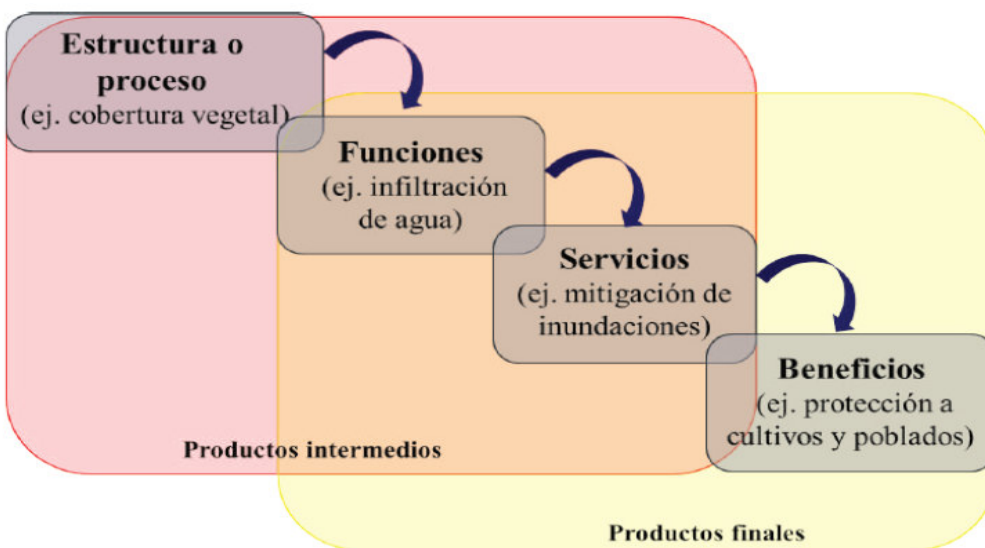 Estructura o
proceso
(ej. cobertura vegetal)
Funciones
(ej. infiltración
de agua)
Servicios
(ej. mitigación de
inundaciones)
Beneficios
(ej. protección a
cultivos y poblados)
Productos intermedios
Productos finales